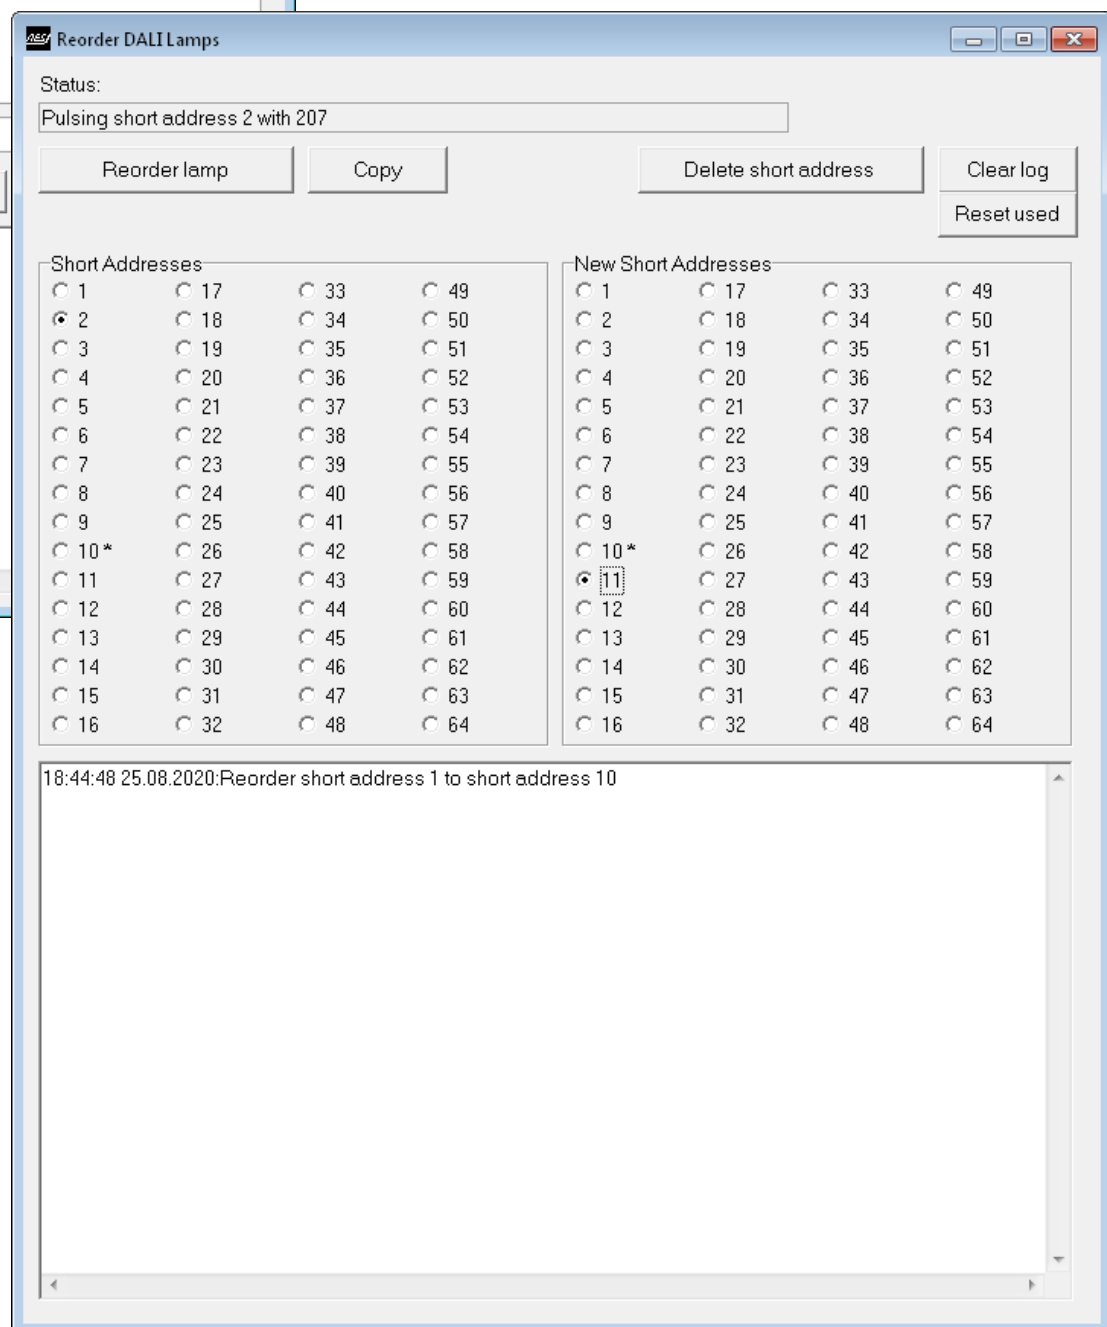 Reorder DALI Lamps
Status:
Pulsing short address 2 with 207
Reorder lamp Copy Delete short address Clear log
Reset used
Short Addresses New Short Addresses
1 17 33 49 1 17 33 49
2 18 34 50 2 18 34 50
3 19 35 51 3 19 35 51
4 20 36 52 4 20 36 52
5 21 37 53 5 21 37 53
6 22 38 54 6 22 38 54
7 23 39 55 7 23 39 55
8 24 40 56 8 24 40 56
9 25 41 57 9 25 41 57
10* 26 42 58 10* 26 42 58
11 27 43 59 11 27 43 59
12 28 44 60 12 28 44 60
13 29 45 61 13 29 45 61
14 30 46 62 14 30 46 62
15 31 47 63 15 31 47 63
16 32 48 64 16 32 48 64
18:44:48 25.08.2020:Reorder short address 1 to short address 10